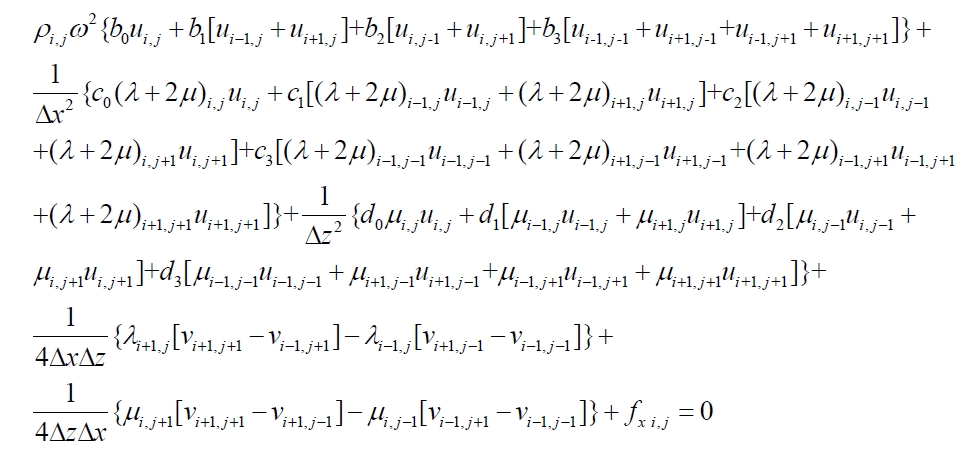 ρ_{i,j}ω²{b₀u_{i,j} + b₁[u_{i−1,j} + u_{i+1,j}]+b₂[u_{i,j-1} + u_{i,j+1}]+b₃[u_{i-1,j-1} + u_{i+1,j-1}+u_{i-1,j+1} + u_{i+1,j+1}]} +
\frac{1}{Δx²}{c₀(λ+2μ)_{i,j}u_{i,j} + c₁[(λ+2μ)_{i−1,j}u_{i−1,j} + (λ+2μ)_{i+1,j}u_{i+1,j}]+c₂[(λ+2μ)_{i,j−1}u_{i,j−1}
+(λ+2μ)_{i,j+1}u_{i,j+1}]+c₃[(λ+2μ)_{i−1,j−1}u_{i−1,j−1} + (λ+2μ)_{i+1,j−1}u_{i+1,j−1}+(λ+2μ)_{i−1,j+1}u_{i−1,j+1}
+(λ+2μ)_{i+1,j+1}u_{i+1,j+1}]}+\frac{1}{Δz²}{d₀μ_{i,j}u_{i,j} + d₁[μ_{i−1,j}u_{i−1,j} + μ_{i+1,j}u_{i+1,j}]+d₂[μ_{i,j−1}u_{i,j−1} +
μ_{i,j+1}u_{i,j+1}]+d₃[μ_{i−1,j−1}u_{i−1,j−1} + μ_{i+1,j−1}u_{i+1,j−1}+μ_{i−1,j+1}u_{i−1,j+1} + μ_{i+1,j+1}u_{i+1,j+1}]}+
\frac{1}{4ΔxΔz}{λ_{i+1,j}[v_{i+1,j+1} − v_{i−1,j+1}]− λ_{i−1,j}[v_{i+1,j−1} − v_{i−1,j−1}]} +
\frac{1}{4ΔzΔx}{μ_{i,j+1}[v_{i+1,j+1} − v_{i+1,j−1}]− μ_{i,j−1}[v_{i−1,j+1} − v_{i−1,j−1}]} + f_{x i,j} = 0